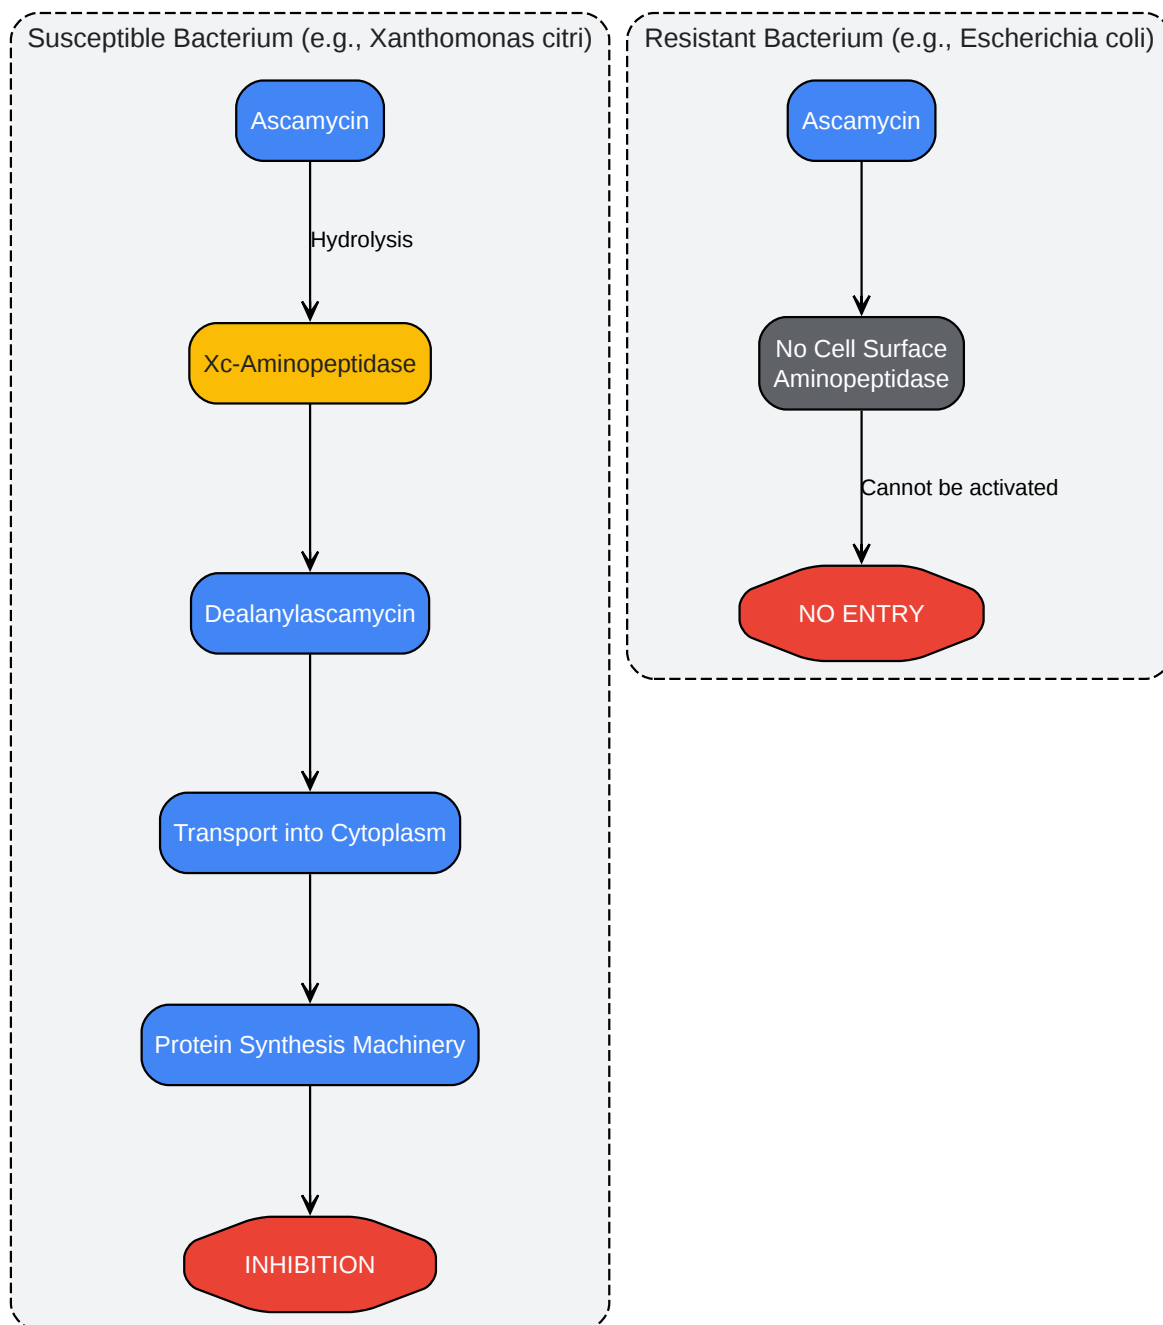 Susceptible Bacterium (e.g., Xanthomonas citri)
Ascamycin
Hydrolysis
Xc-Aminopeptidase
Dealanylascamycin
Transport into Cytoplasm
Protein Synthesis Machinery
INHIBITION
Resistant Bacterium (e.g., Escherichia coli)
Ascamycin
No Cell Surface
Aminopeptidase
Cannot be activated
NO ENTRY